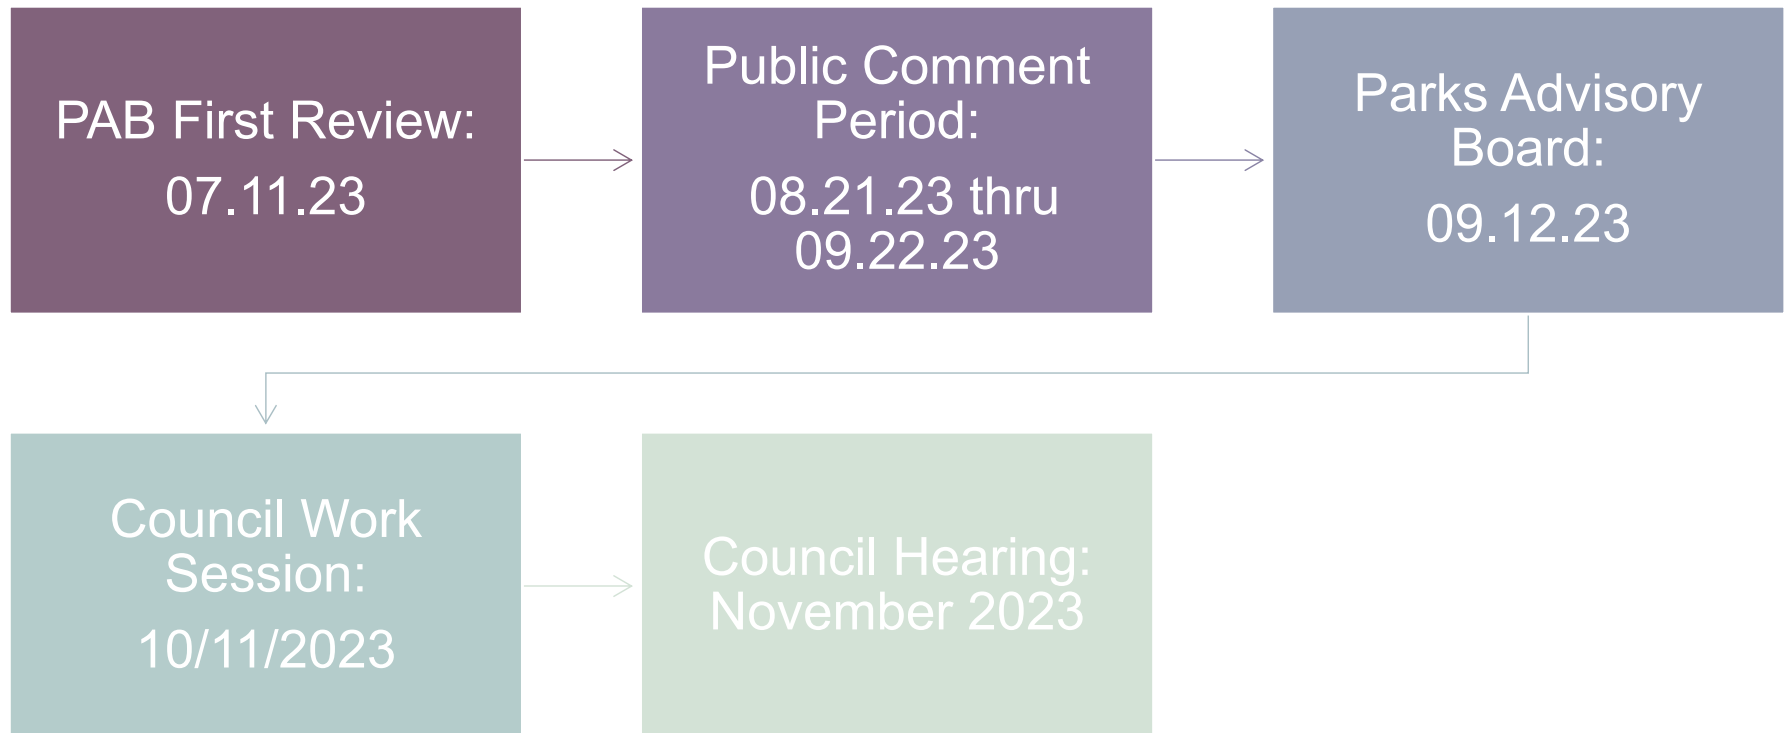 PAB First Review:
07.11.23
Public Comment
Period:
08.21.23 thru
09.22.23
Parks Advisory
Board:
09.12.23
Council Work
Session:
10/11/2023
Council Hearing:
November 2023